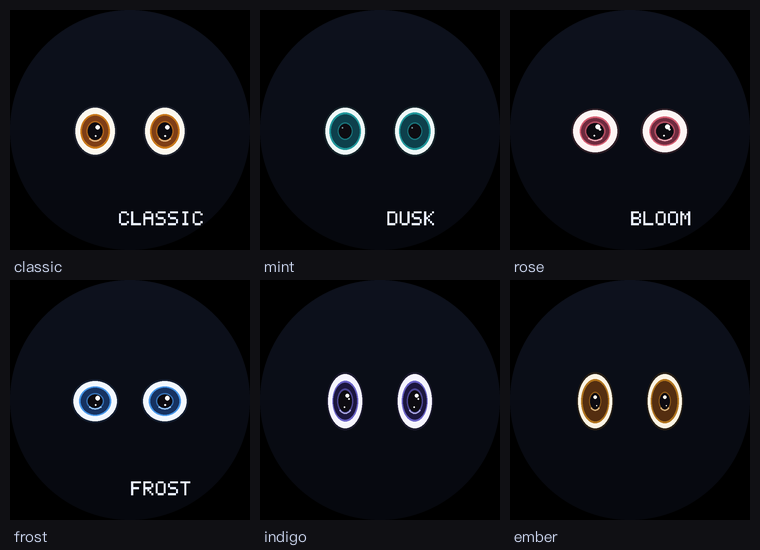 CLASSIC
DUSK
BLOOM
classic
mint
rose
FROST
frost
indigo
ember